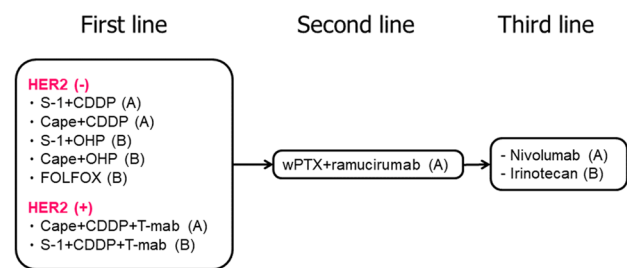 First line
Second line
Third line
HER2 (-)
・S-1+CDDP (A)
・Cape+CDDP (A)
・S-1+OHP (B)
・Cape+OHP (B)
・FOLFOX (B)
HER2 (+)
・Cape+CDDP+T-mab (A)
・S-1+CDDP+T-mab (B)
wPTX+ramucirumab (A)
- Nivolumab (A)
- Irinotecan (B)